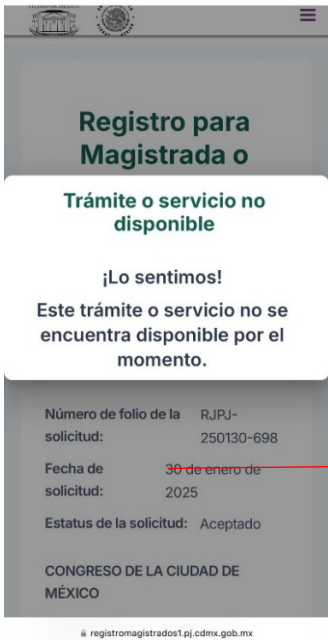 Registro para
Magistrada o
Trámite o servicio no
disponible
¡Lo sentimos!
Este trámite o servicio no se
encuentra disponible por el
momento.
Número de folio de la RJPJ-
solicitud: 250130-698
Fecha de 30 de enero de
solicitud: 2025
Estatus de la solicitud: Aceptado
CONGRESO DE LA CIUDAD DE
MÉXICO
registromagistrados1.pj.cdmx.gob.mx